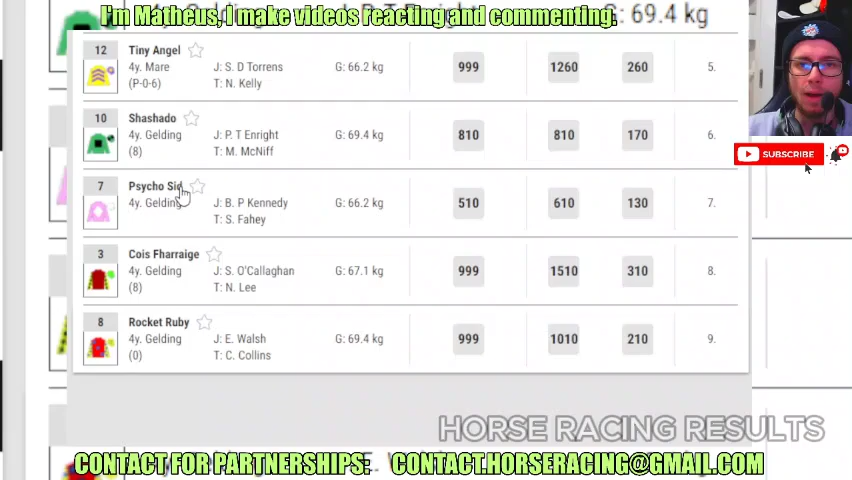 I'm Matheus, I make videos reacting and commenting.
G: 69.4 kg
12 Tiny Angel
4y. Mare J: S. D Torrens G: 66.2 kg 999 1260 260 5.
(P-0-6) T: N. Kelly
10 Shashado
4y. Gelding J: P. T Enright G: 69.4 kg 810 810 170 6.
(8) T: M. McNiff
7 Psycho Sid
4y. Gelding J: B. P Kennedy G: 66.2 kg 510 610 130 7.
T: S. Fahey
3 Cois Fharraige
4y. Gelding J: S. O'Callaghan G: 67.1 kg 999 1510 310 8.
(8) T: N. Lee
8 Rocket Ruby
4y. Gelding J: E. Walsh G: 69.4 kg 999 1010 210 9.
(0) T: C. Collins
SUBSCRIBE
HORSE RACING RESULTS
CONTACT FOR PARTNERSHIPS: CONTACT.HORSERACING@GMAIL.COM